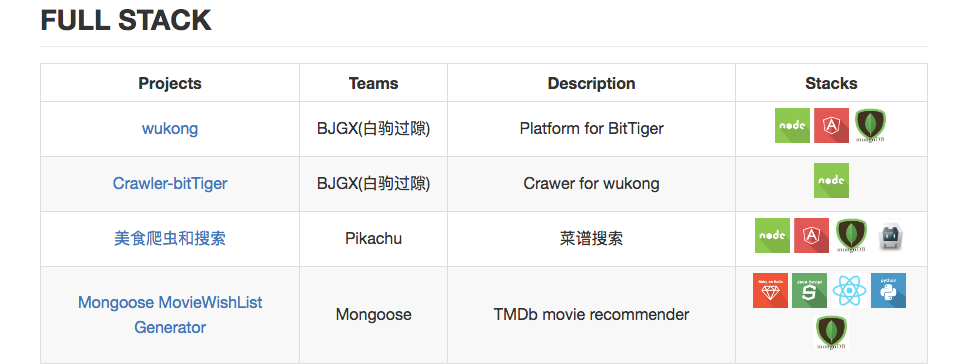 FULL STACK
Projects Teams Description Stacks
wukong BJGX(白驹过隙) Platform for BitTiger node A mongoDB
Crawler-bitTiger BJGX(白驹过隙) Crawer for wukong node
美食爬虫和搜索 Pikachu 菜谱搜索 node A mongoDB
Mongoose MovieWishList Generator Mongoose TMDb movie recommender Ruby on Rails Java Script S python
mongoDB